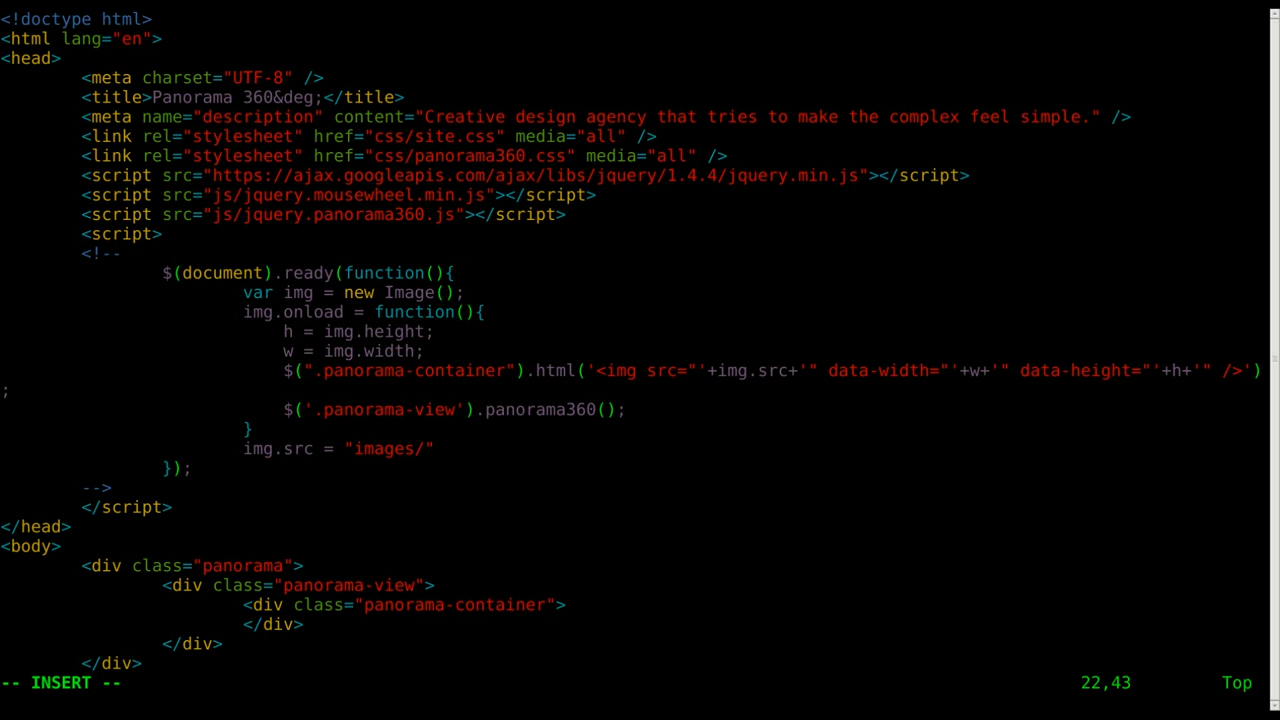 <!doctype html>
<html lang="en">
<head>
        <meta charset="UTF-8" />
        <title>Panorama 360&deg;</title>
        <meta name="description" content="Creative design agency that tries to make the complex feel simple." />
        <link rel="stylesheet" href="css/site.css" media="all" />
        <link rel="stylesheet" href="css/panorama360.css" media="all" />
        <script src="https://ajax.googleapis.com/ajax/libs/jquery/1.4.4/jquery.min.js"></script>
        <script src="js/jquery.mousewheel.min.js"></script>
        <script src="js/jquery.panorama360.js"></script>
        <script>
        <!--
                $(document).ready(function(){
                        var img = new Image();
                        img.onload = function(){
                            h = img.height;
                            w = img.width;
                            $(".panorama-container").html('<img src="'+img.src+'" data-width="'+w+'" data-height="'+h+'" />')
;
                            $('.panorama-view').panorama360();
                        }
                        img.src = "images/"
                });
        -->
        </script>
</head>
<body>
        <div class="panorama">
                <div class="panorama-view">
                        <div class="panorama-container">
                        </div>
                </div>
        </div>
-- INSERT -- 22,43 Top